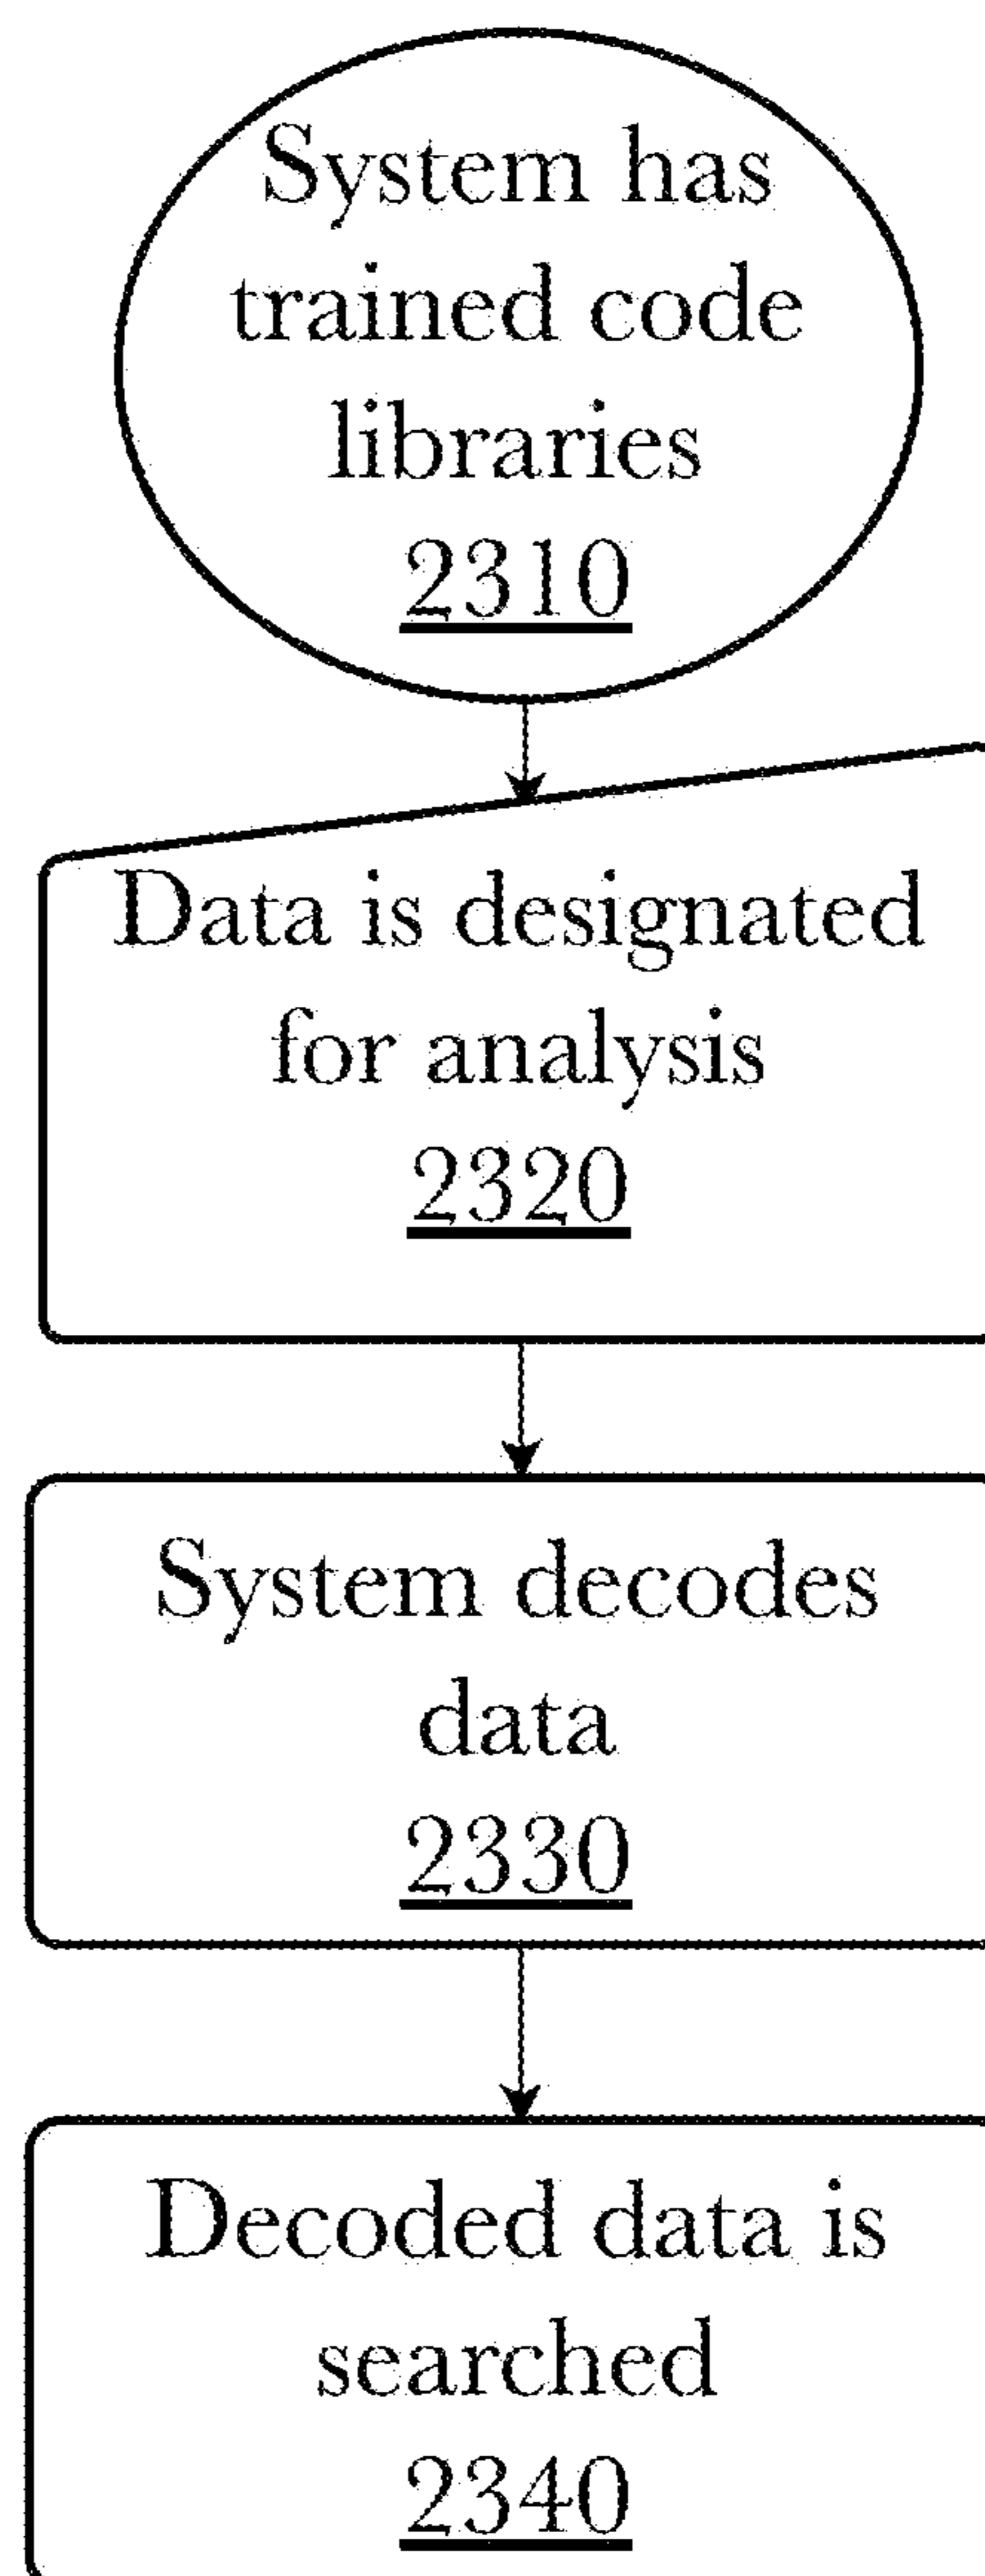 System has
trained code
libraries
2310
Data is designated
for analysis
2320
System decodes
data
2330
Decoded data is
searched
2340